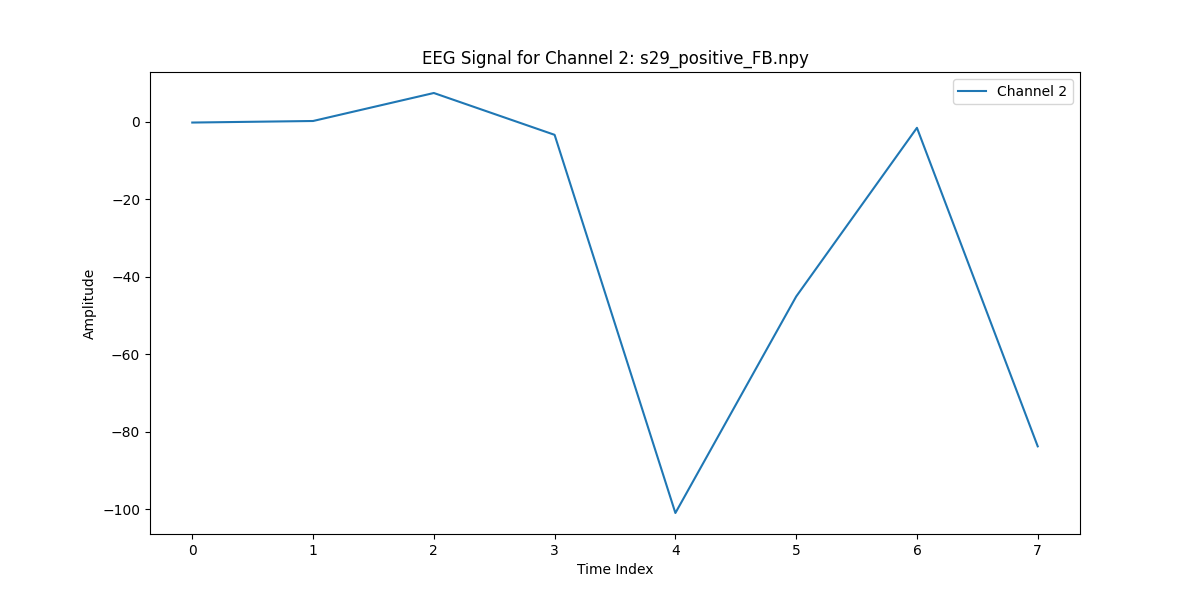 EEG Signal for Channel 2: s29_positive_FB.npy
Channel 2
Amplitude
0
−20
−40
−60
−80
−100
0 1 2 3 4 5 6 7
Time Index